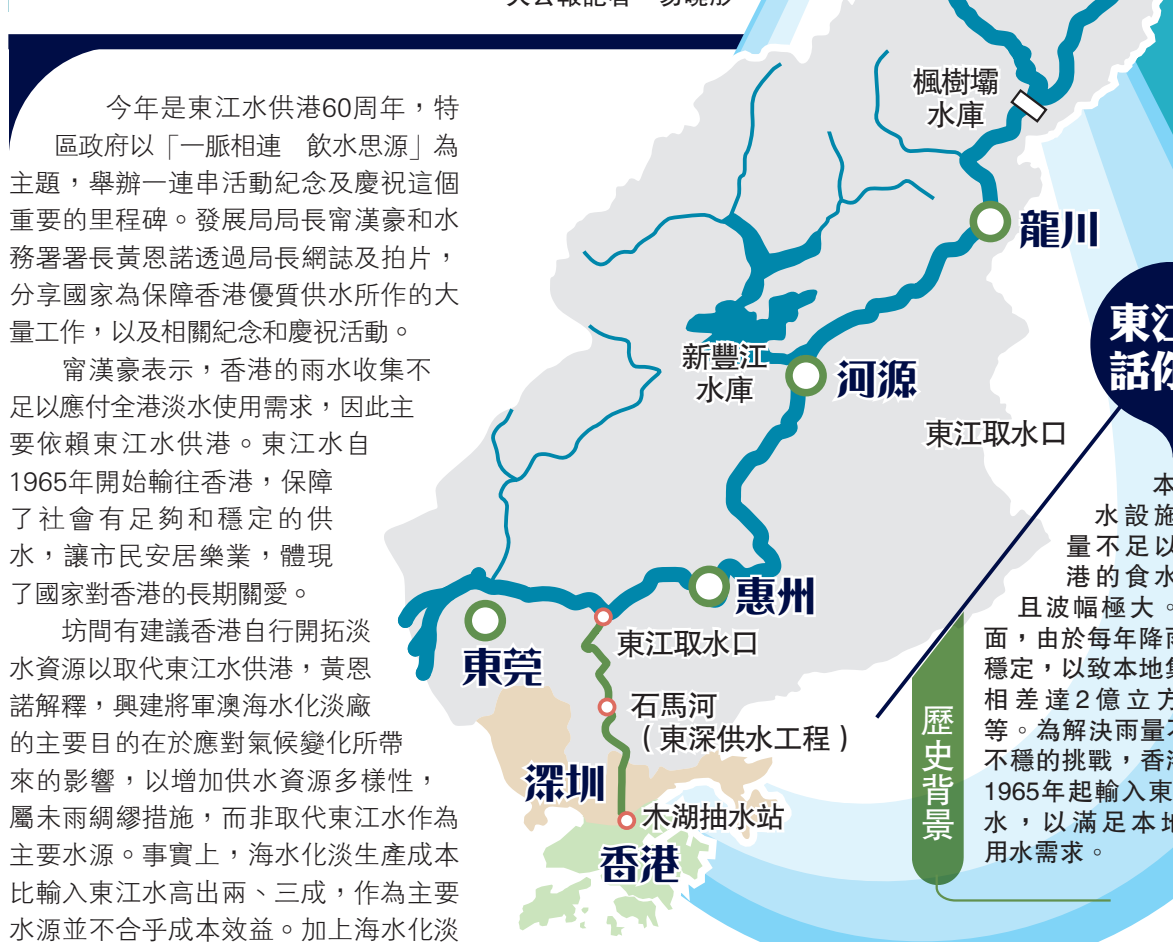 大公報記者 易曉彤
今年是東江水供港60周年，特
區政府以「一脈相連　飲水思源」為
主題，舉辦一連串活動紀念及慶祝這個
重要的里程碑。發展局局長甯漢豪和水
務署署長黃恩諾透過局長網誌及拍片，
分享國家為保障香港優質供水所作的大
量工作，以及相關紀念和慶祝活動。
甯漢豪表示，香港的雨水收集不
足以應付全港淡水使用需求，因此主
要依賴東江水供港。東江水自
1965年開始輸往香港，保障
了社會有足夠和穩定的供
水，讓市民安居樂業，體現
了國家對香港的長期關愛。
坊間有建議香港自行開拓淡
水資源以取代東江水供港，黃恩
諾解釋，興建將軍澳海水化淡廠
的主要目的在於應對氣候變化所帶
來的影響，以增加供水資源多樣性，
屬未雨綢繆措施，而非取代東江水作為
主要水源。事實上，海水化淡生產成本
比輸入東江水高出兩、三成，作為主要
水源並不合乎成本效益。加上海水化淡
楓樹壩
水庫
龍川
新豐江
水庫
河源
東江取水口
惠州
東江取水口
東莞
石馬河
（東深供水工程）
深圳
木湖抽水站
香港
東江
話你
歷史背景
本
水設施
量不足以
港的食水
且波幅極大。
面，由於每年降雨
穩定，以致本地集
相差達2億立方
等。為解決雨量不
不穩的挑戰，香港
1965年起輸入東
水，以滿足本地
用水需求。